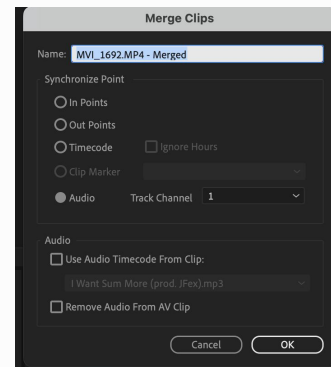 Merge Clips
Name: MVI_1692.MP4 - Merged
Synchronize Point
In Points
Out Points
Timecode Ignore Hours
Clip Marker
Audio Track Channel 1
Audio
Use Audio Timecode From Clip:
I Want Sum More (prod. JFex).mp3
Remove Audio From AV Clip
Cancel OK